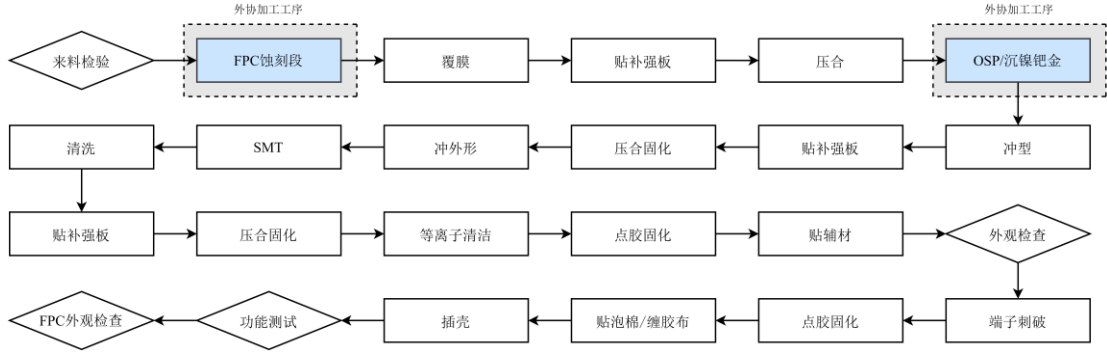 外协加工工序
外协加工工序
来料检验
FPC蚀刻段
覆膜
贴补强板
压合
OSP/沉镍钯金
冲型
贴补强板
压合固化
冲外形
SMT
清洗
贴补强板
压合固化
等离子清洁
点胶固化
贴辅材
外观检查
端子刺破
点胶固化
贴泡棉/缠胶布
插壳
功能测试
FPC外观检查